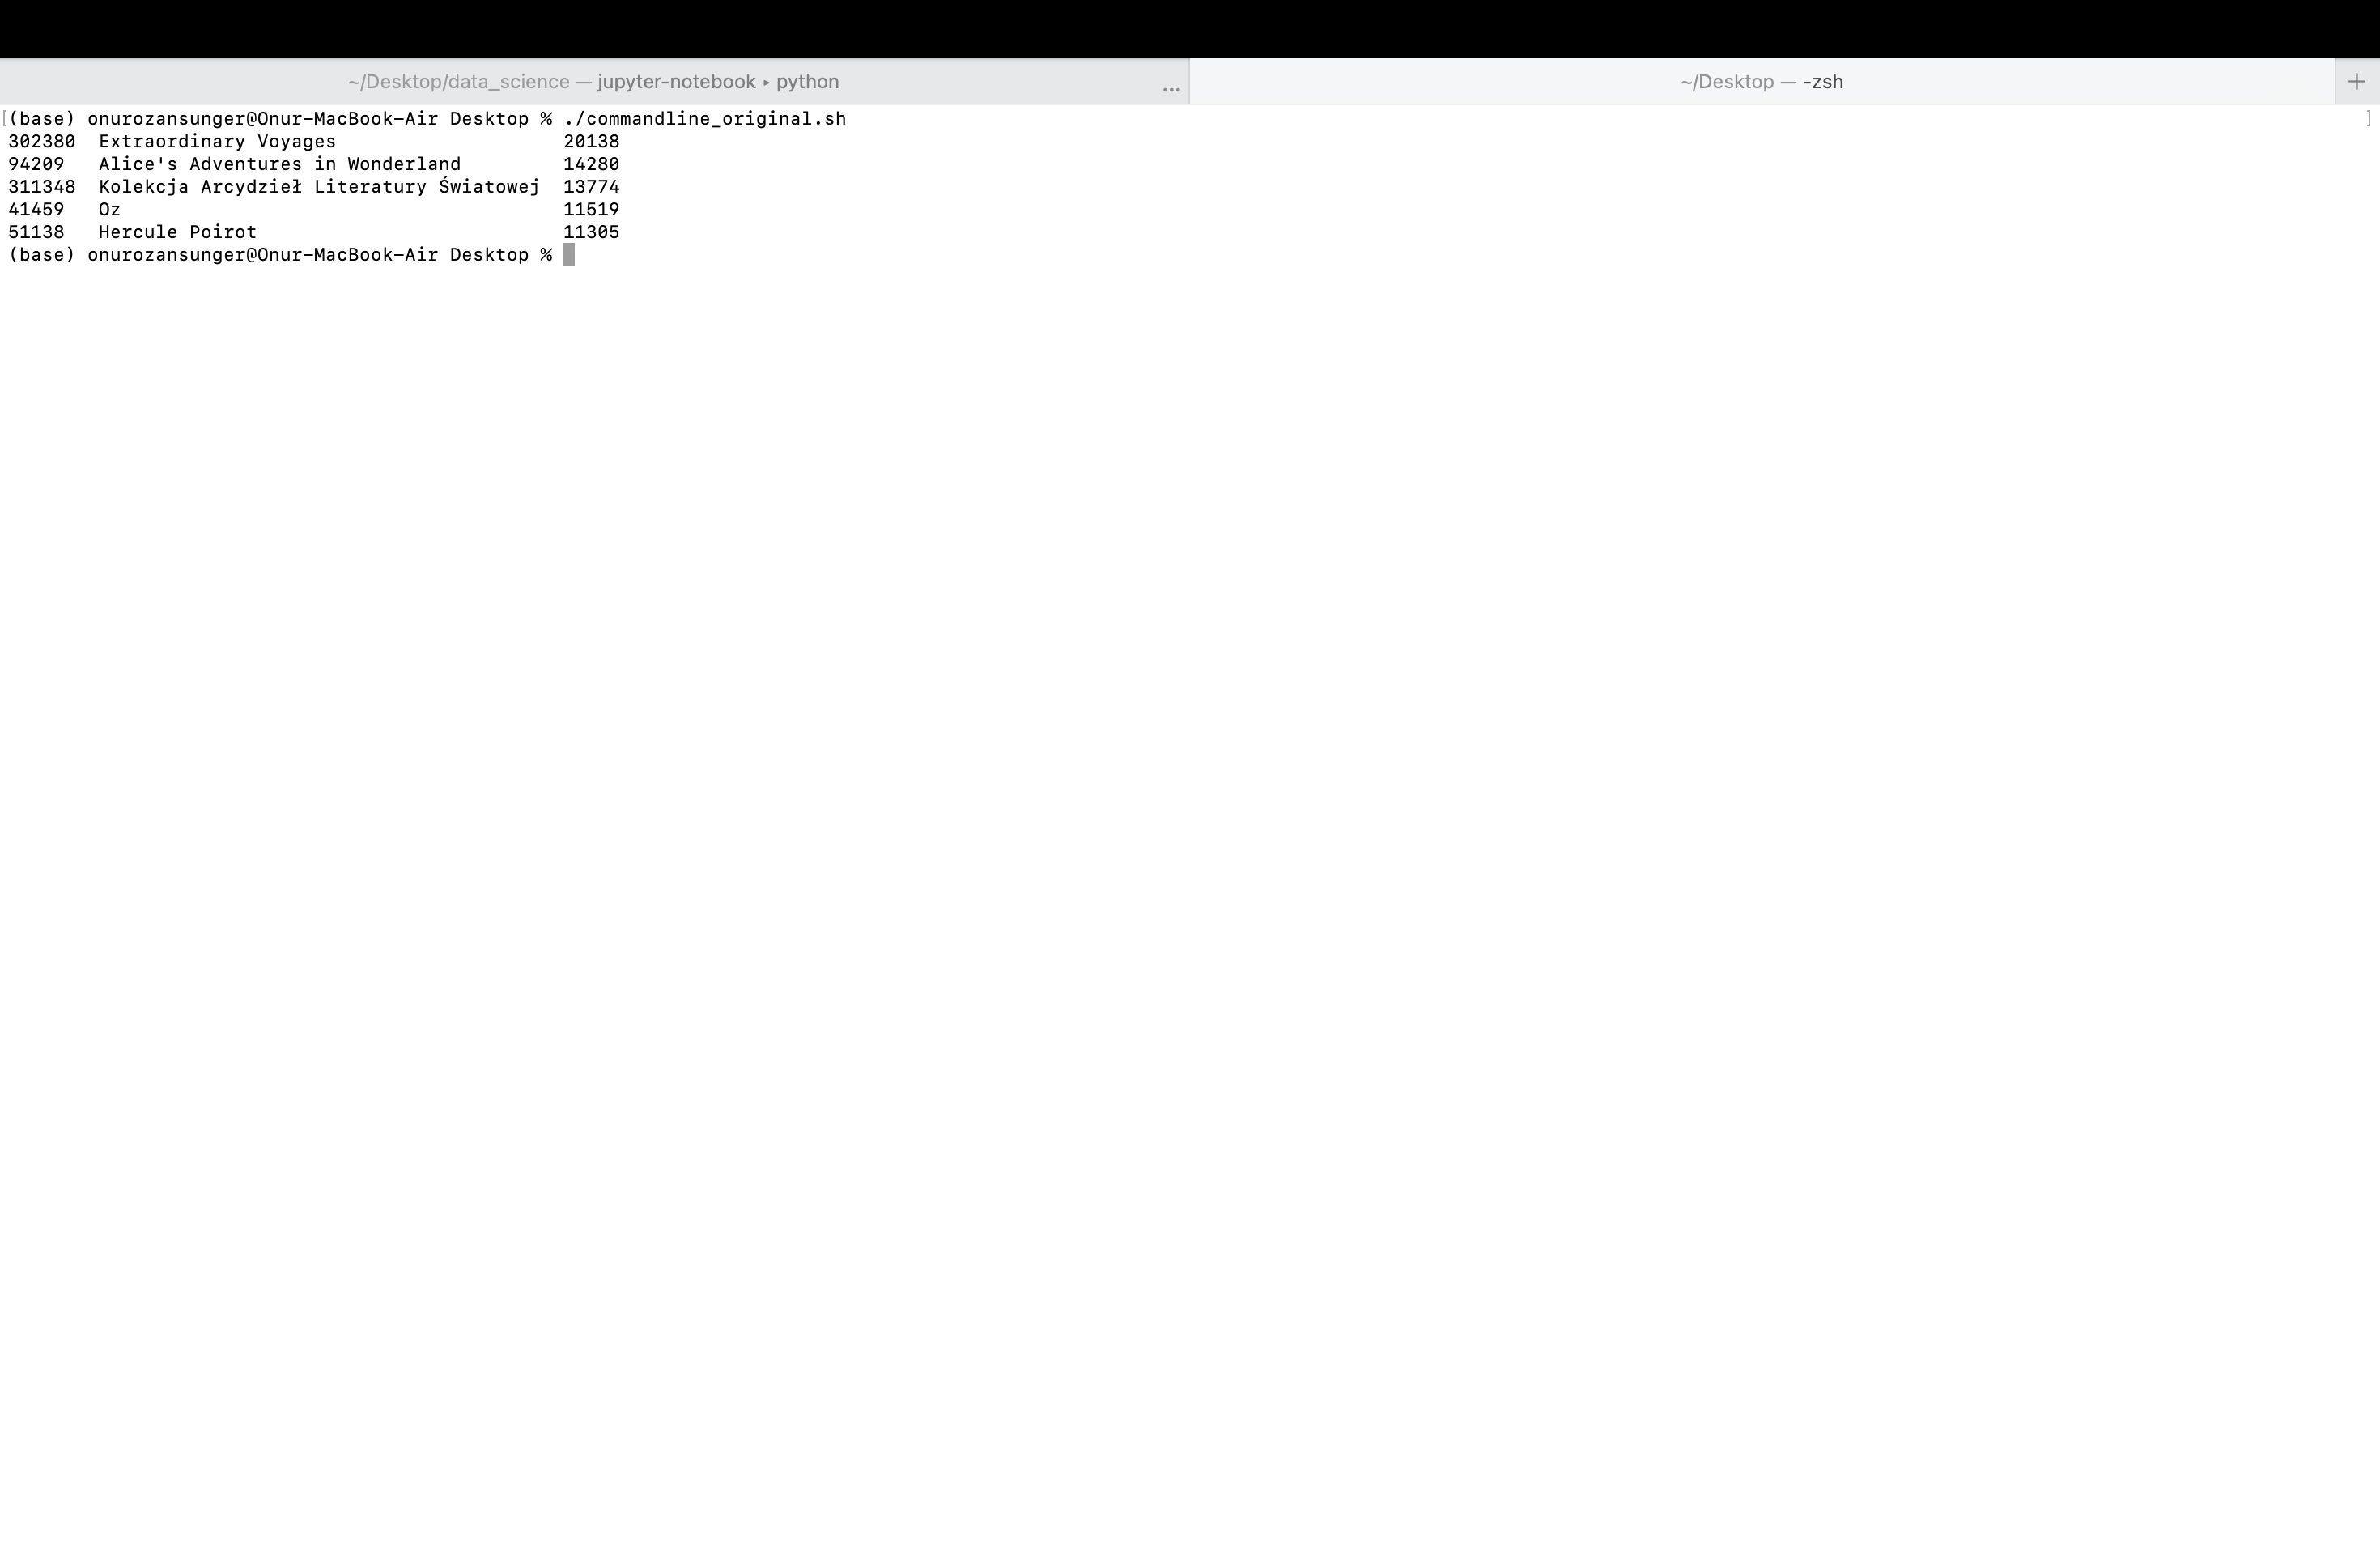 ~/Desktop/data_science — jupyter-notebook ▸ python ... ~/Desktop — -zsh +
[(base) onurozansunger@Onur-MacBook-Air Desktop % ./commandline_original.sh ]
302380  Extraordinary Voyages                    20138
94209   Alice's Adventures in Wonderland         14280
311348  Kolekcja Arcydzieł Literatury Światowej  13774
41459   Oz                                       11519
51138   Hercule Poirot                           11305
(base) onurozansunger@Onur-MacBook-Air Desktop %